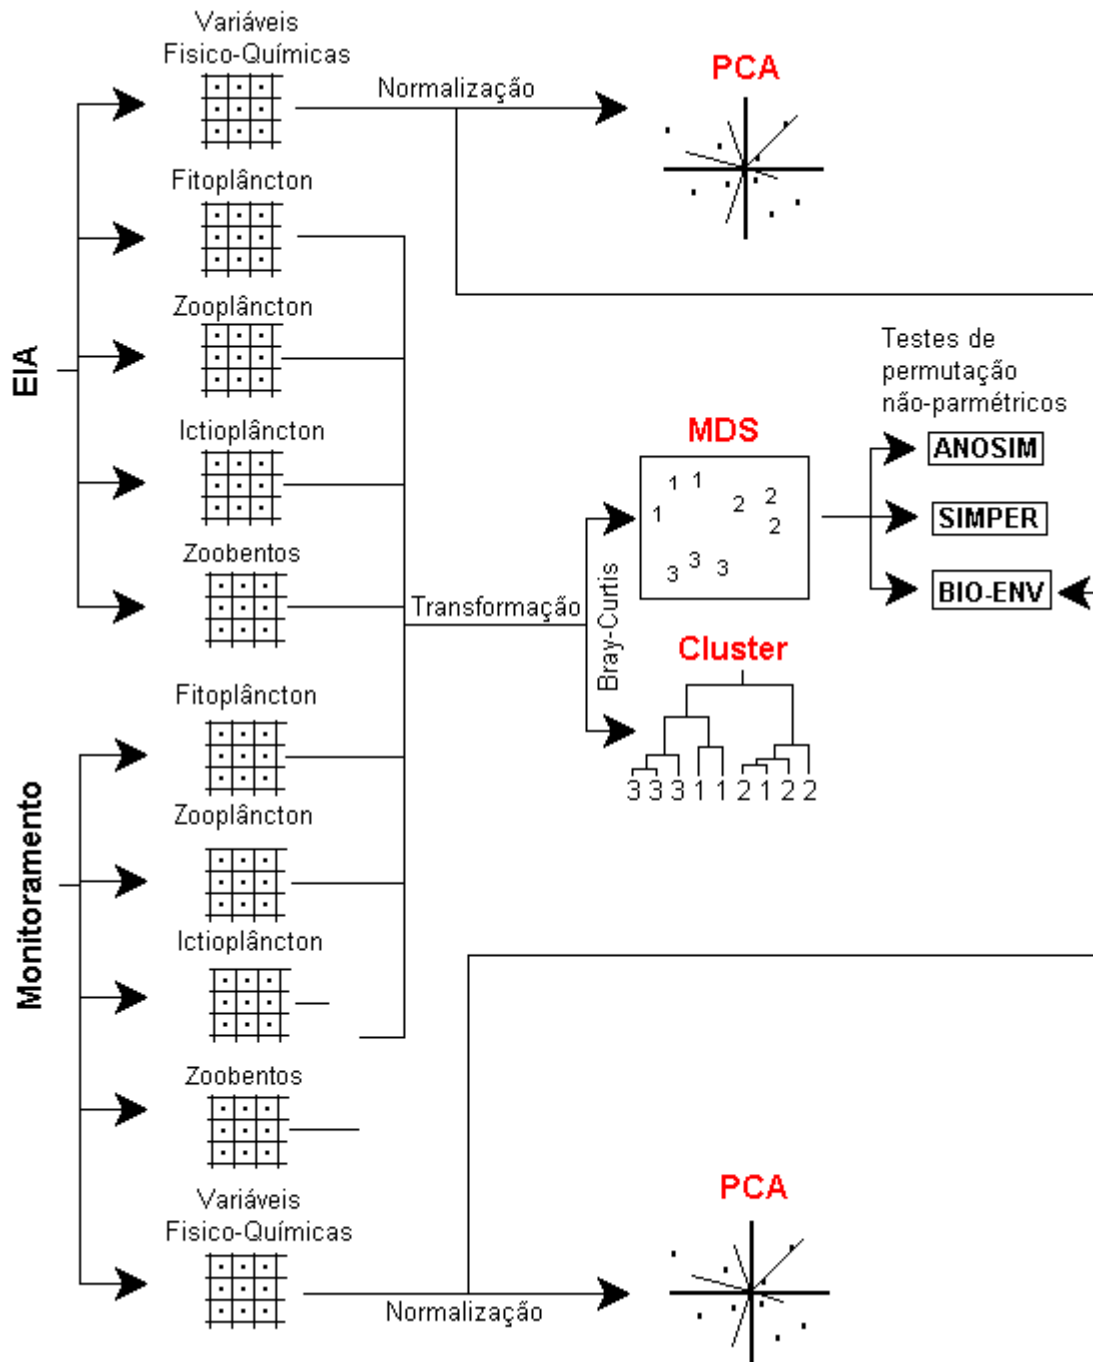 Variáveis
Fisico-Químicas
Normalização
PCA
Fitoplâncton
Zooplâncton
EIA
Ictioplâncton
Zoobentos
Testes de
permutação
não-parmétricos
MDS
1 1
1
2 2
2
3 3 3
ANOSIM
SIMPER
BIO-ENV
Transformação
Bray-Curtis
Cluster
3 3 3 1 1 2 1 2 2
Fitoplâncton
Zooplâncton
Monitoramento
Ictioplâncton
Zoobentos
Variáveis
Fisico-Químicas
Normalização
PCA